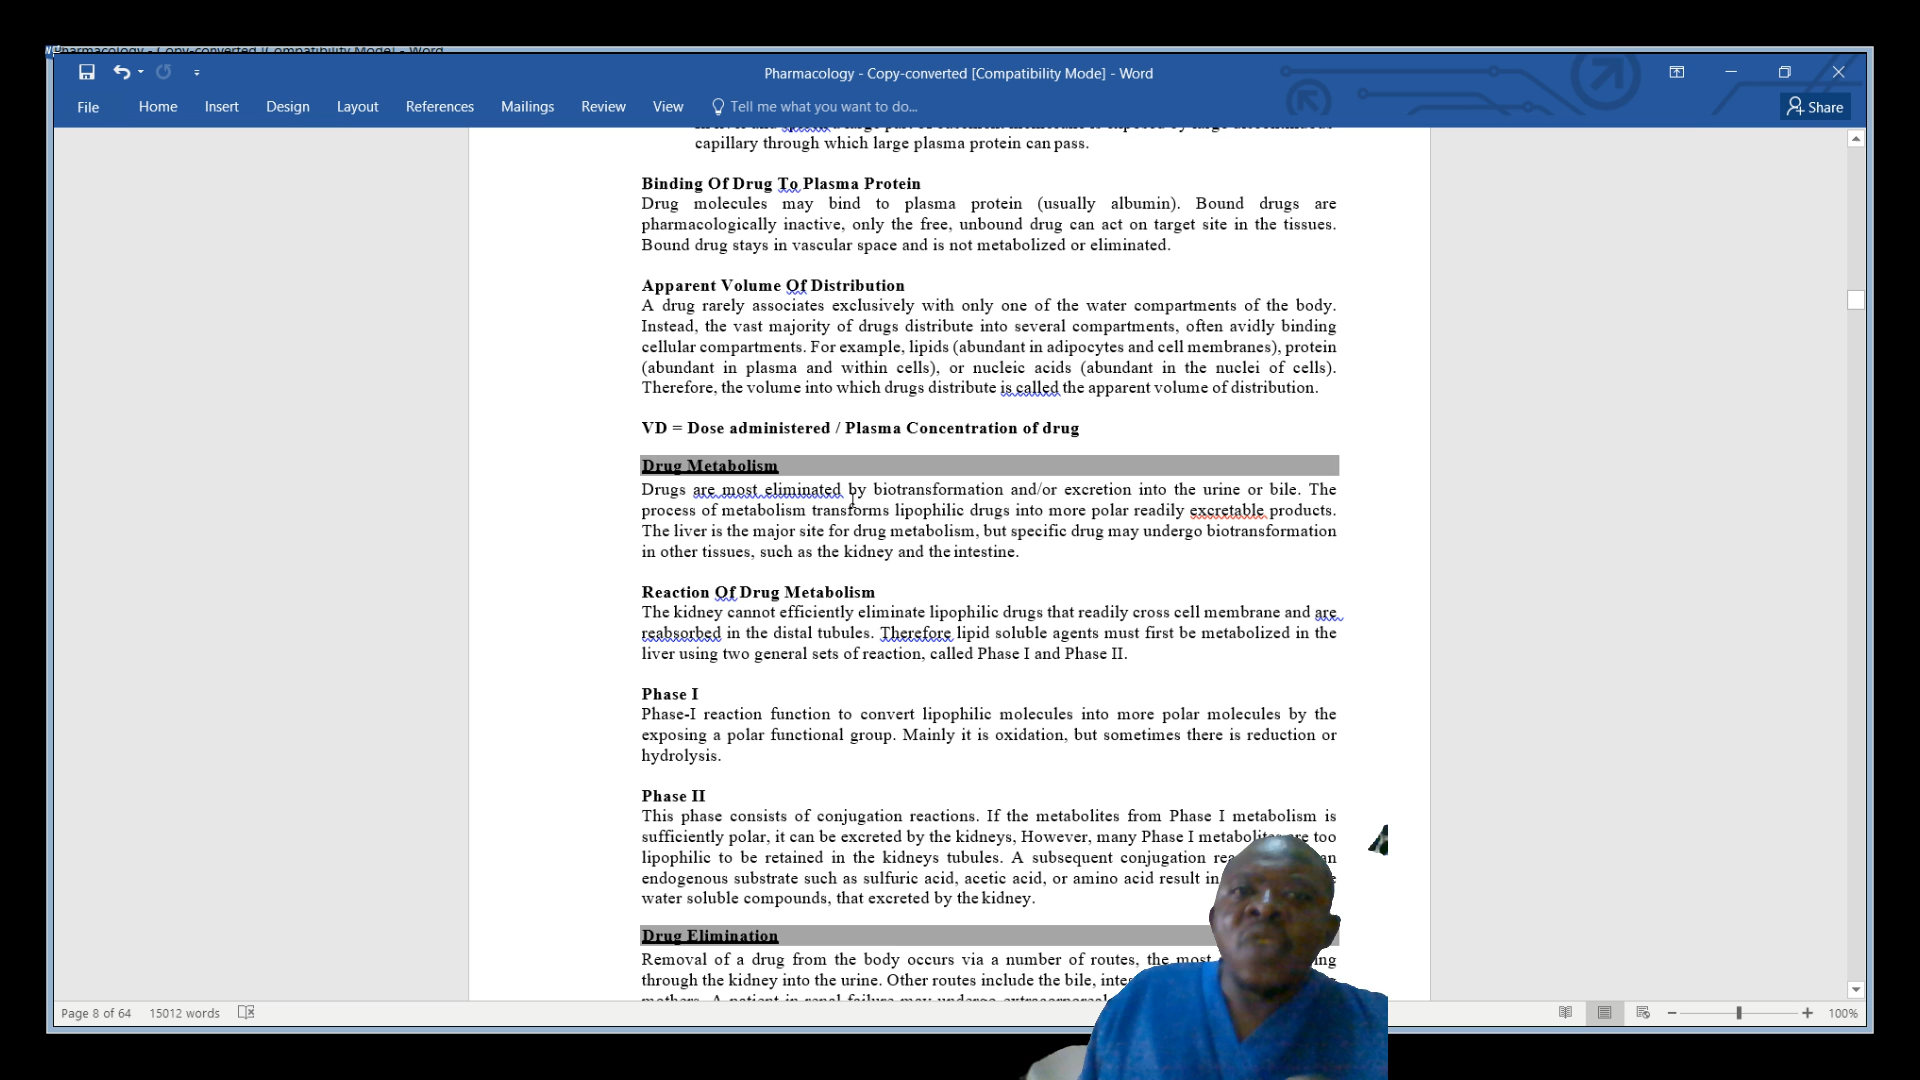 Pharmacology - Copy-converted [Compatibility Mode] - Word
Pharmacology - Copy-converted [Compatibility Mode] - Word
File Home Insert Design Layout References Mailings Review View Tell me what you want to do... Share
capillary through which large plasma protein can pass.
Binding Of Drug To Plasma Protein
Drug molecules may bind to plasma protein (usually albumin). Bound drugs are
pharmacologically inactive, only the free, unbound drug can act on target site in the tissues.
Bound drug stays in vascular space and is not metabolized or eliminated.
Apparent Volume Of Distribution
A drug rarely associates exclusively with only one of the water compartments of the body.
Instead, the vast majority of drugs distribute into several compartments, often avidly binding
cellular compartments. For example, lipids (abundant in adipocytes and cell membranes), protein
(abundant in plasma and within cells), or nucleic acids (abundant in the nuclei of cells).
Therefore, the volume into which drugs distribute is called the apparent volume of distribution.
VD = Dose administered / Plasma Concentration of drug
Drug Metabolism
Drugs are most eliminated by biotransformation and/or excretion into the urine or bile. The
process of metabolism transforms lipophilic drugs into more polar readily excretable products.
The liver is the major site for drug metabolism, but specific drug may undergo biotransformation
in other tissues, such as the kidney and the intestine.
Reaction Of Drug Metabolism
The kidney cannot efficiently eliminate lipophilic drugs that readily cross cell membrane and are
reabsorbed in the distal tubules. Therefore lipid soluble agents must first be metabolized in the
liver using two general sets of reaction, called Phase I and Phase II.
Phase I
Phase-I reaction function to convert lipophilic molecules into more polar molecules by the
exposing a polar functional group. Mainly it is oxidation, but sometimes there is reduction or
hydrolysis.
Phase II
This phase consists of conjugation reactions. If the metabolites from Phase I metabolism is
sufficiently polar, it can be excreted by the kidneys, However, many Phase I metabolites are too
lipophilic to be retained in the kidneys tubules. A subsequent conjugation
endogenous substrate such as sulfuric acid, acetic acid, or amino acid result in
water soluble compounds, that excreted by the kidney.
Drug Elimination
Removal of a drug from the body occurs via a number of routes, the most
through the kidney into the urine. Other routes include the bile,
mothers. A patient in renal failure may undergo extracorporeal
Page 8 of 64 15012 words 100%